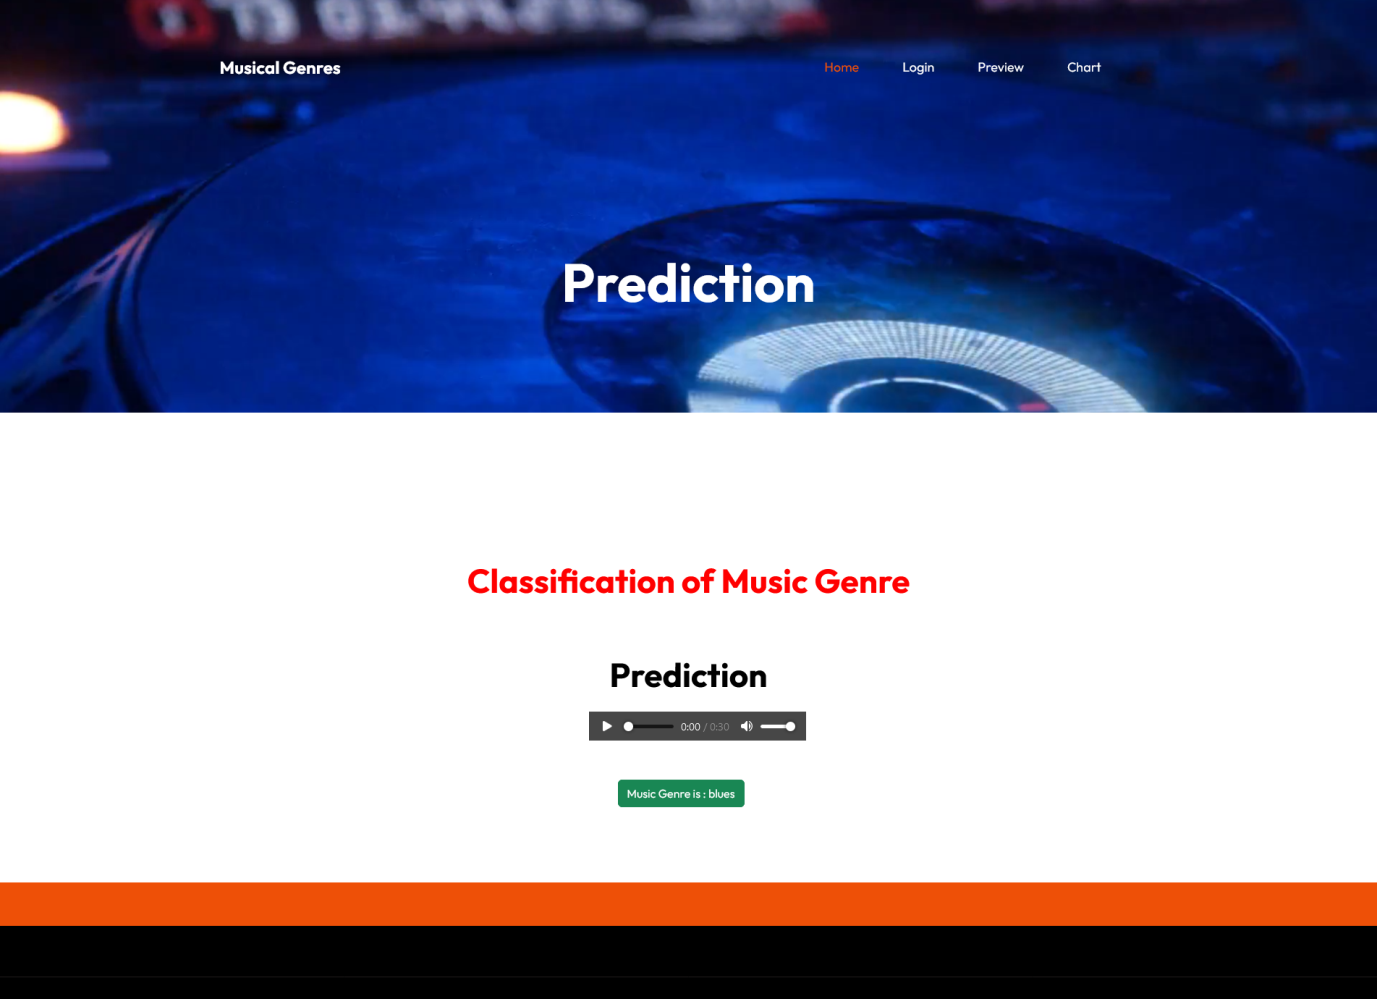 Musical Genres
Home Login Preview Chart
Prediction
Classification of Music Genre
Prediction
0:00 / 0:30
Music Genre is : blues